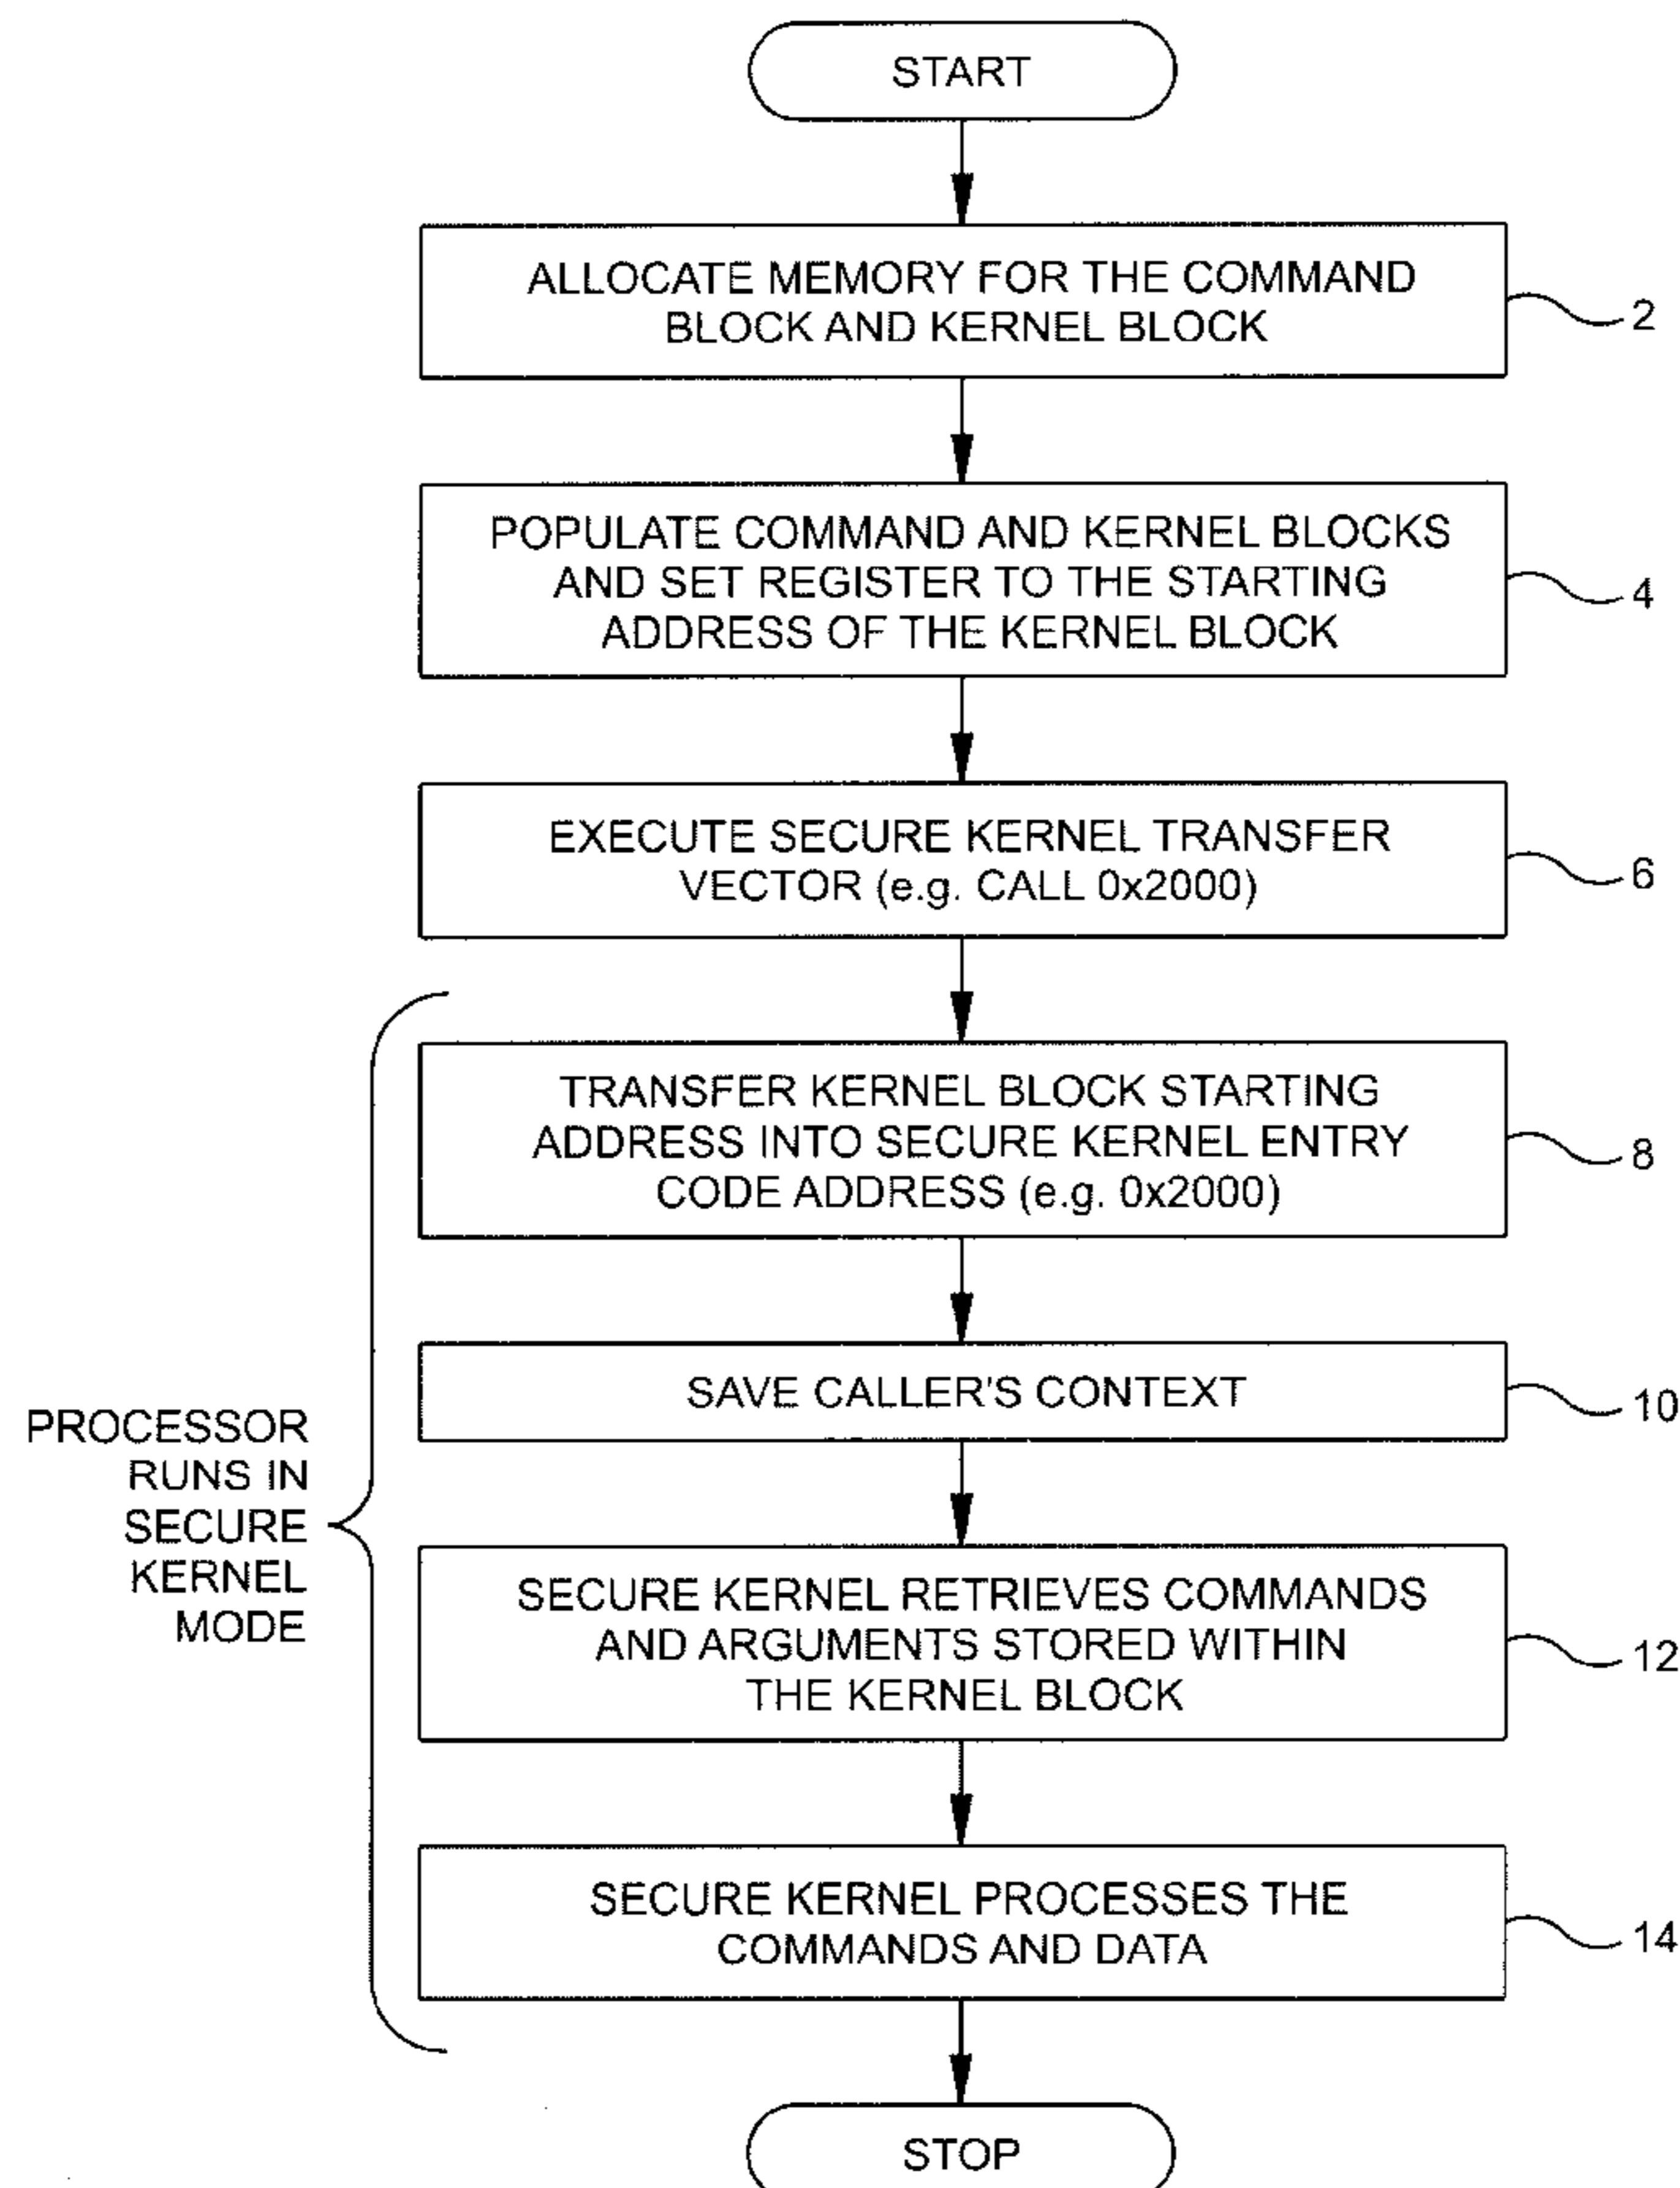 START
ALLOCATE MEMORY FOR THE COMMAND
BLOCK AND KERNEL BLOCK
2
POPULATE COMMAND AND KERNEL BLOCKS
AND SET REGISTER TO THE STARTING
ADDRESS OF THE KERNEL BLOCK
4
EXECUTE SECURE KERNEL TRANSFER
VECTOR (e.g. CALL 0x2000)
6
TRANSFER KERNEL BLOCK STARTING
ADDRESS INTO SECURE KERNEL ENTRY
CODE ADDRESS (e.g. 0x2000)
8
SAVE CALLER'S CONTEXT
10
PROCESSOR
RUNS IN
SECURE
KERNEL
MODE
SECURE KERNEL RETRIEVES COMMANDS
AND ARGUMENTS STORED WITHIN
THE KERNEL BLOCK
12
SECURE KERNEL PROCESSES THE
COMMANDS AND DATA
14
STOP